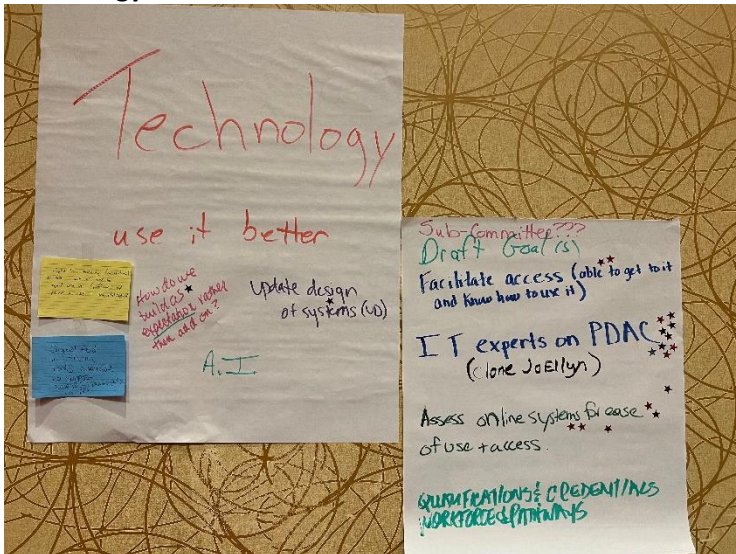 Technology
use it better
How do we
build a
expectation rather
then add on?
Update design
of systems (UD)
A.I
Sub-Committee???
Draft Goal(s)
Facilitate access (able to get to it
and know how to use it)
IT experts on PDAC
(clone JoEllyn)
Assess online systems for ease
of use + access.
QUALIFICATIONS & CREDENTIALS
WORKFORCE & PATHWAYS